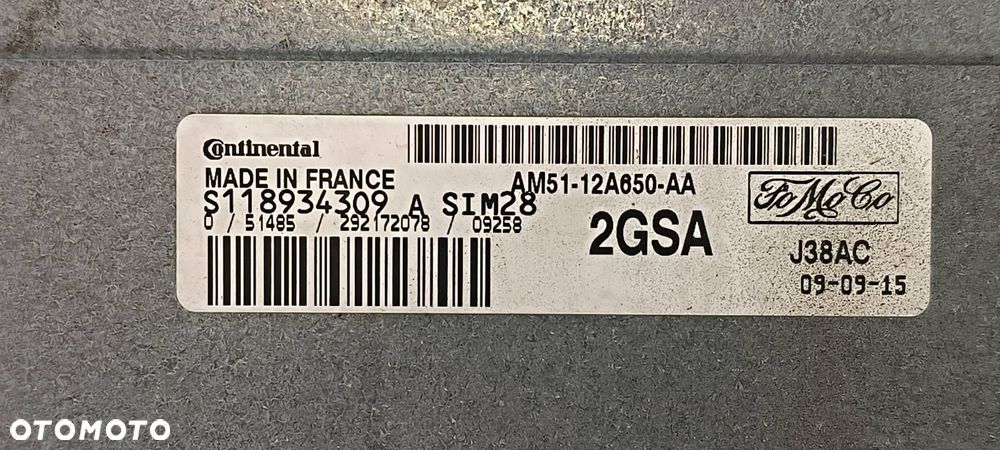 Continental
MADE IN FRANCE
AM51-12A650-AA
S118934309 A SIM28
0 / 51485 / 292172078 / 09258
2GSA
FoMoCo
J38AC
09-09-15
OTOMOTO